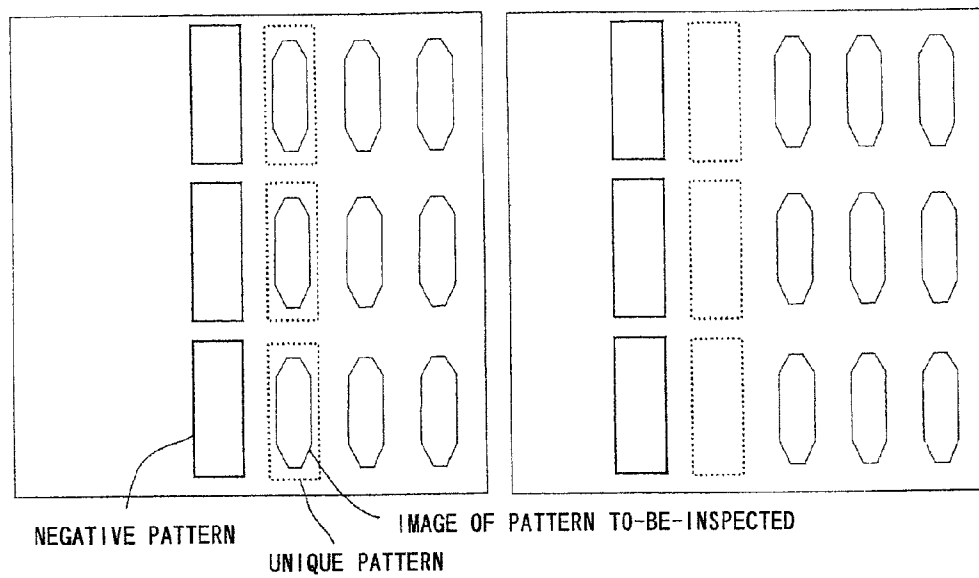 NEGATIVE PATTERN
UNIQUE PATTERN
IMAGE OF PATTERN TO-BE-INSPECTED